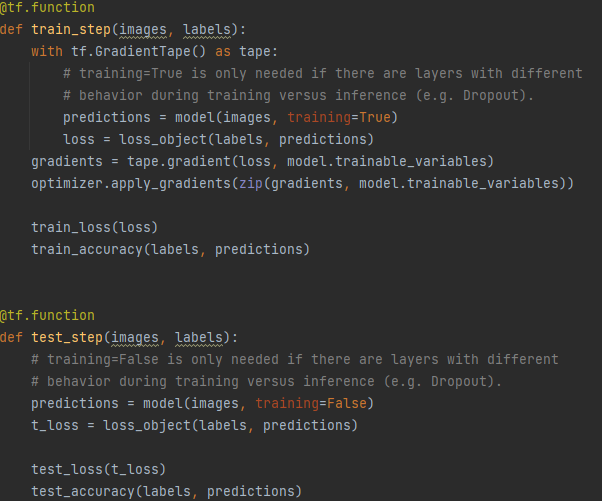 @tf.function
def train_step(images, labels):
    with tf.GradientTape() as tape:
        # training=True is only needed if there are layers with different
        # behavior during training versus inference (e.g. Dropout).
        predictions = model(images, training=True)
        loss = loss_object(labels, predictions)
    gradients = tape.gradient(loss, model.trainable_variables)
    optimizer.apply_gradients(zip(gradients, model.trainable_variables))

    train_loss(loss)
    train_accuracy(labels, predictions)


@tf.function
def test_step(images, labels):
    # training=False is only needed if there are layers with different
    # behavior during training versus inference (e.g. Dropout).
    predictions = model(images, training=False)
    t_loss = loss_object(labels, predictions)

    test_loss(t_loss)
    test_accuracy(labels, predictions)